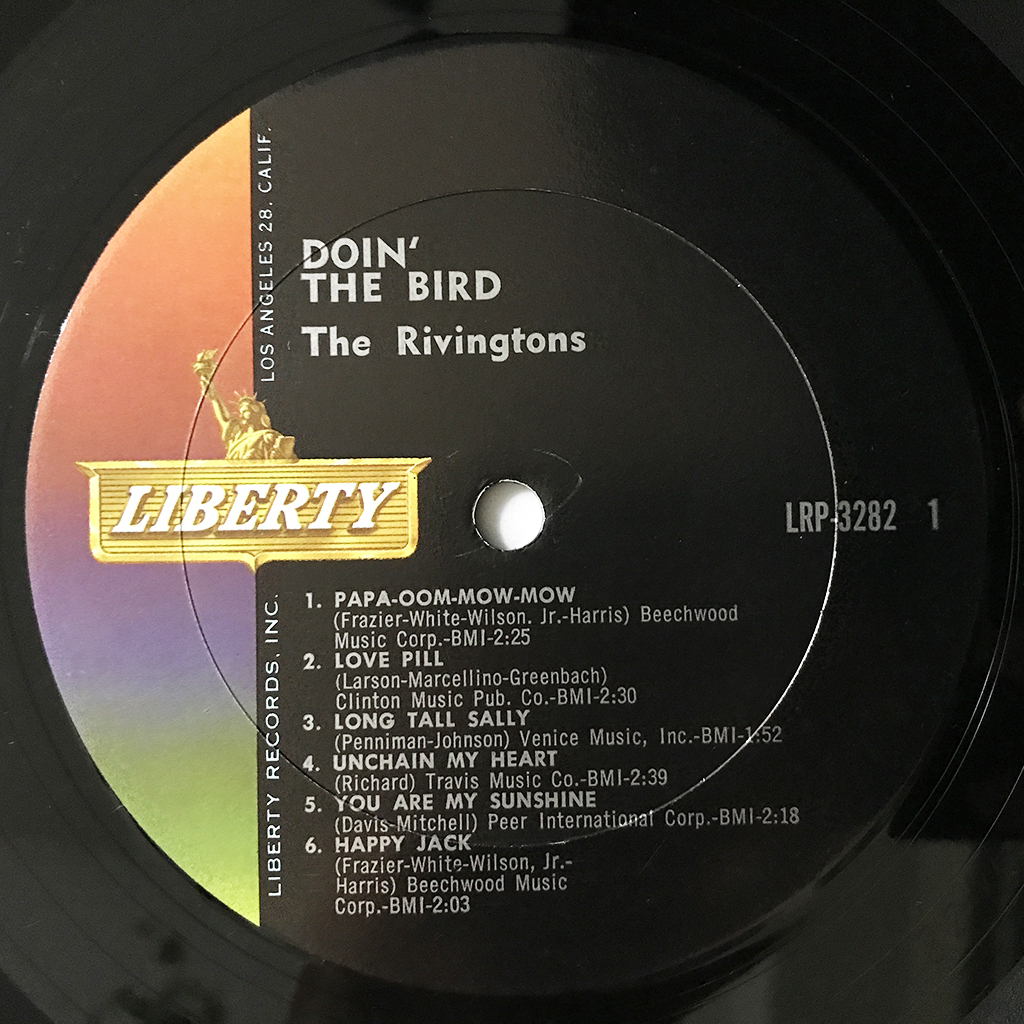 LOS ANGELES 28, CALIF.
DOIN'
THE BIRD
The Rivingtons
LIBERTY
LRP-3282 1
LIBERTY RECORDS, INC.
1. PAPA-OOM-MOW-MOW
(Frazier-White-Wilson. Jr.-Harris) Beechwood
Music Corp.-BMI-2:25
2. LOVE PILL
(Larson-Marcellino-Greenbach)
Clinton Music Pub. Co.-BMI-2:30
3. LONG TALL SALLY
(Penniman-Johnson) Venice Music, Inc.-BMI-1:52
4. UNCHAIN MY HEART
(Richard) Travis Music Co.-BMI-2:39
5. YOU ARE MY SUNSHINE
(Davis-Mitchell) Peer International Corp.-BMI-2:18
6. HAPPY JACK
(Frazier-White-Wilson, Jr.-
Harris) Beechwood Music
Corp.-BMI-2:03